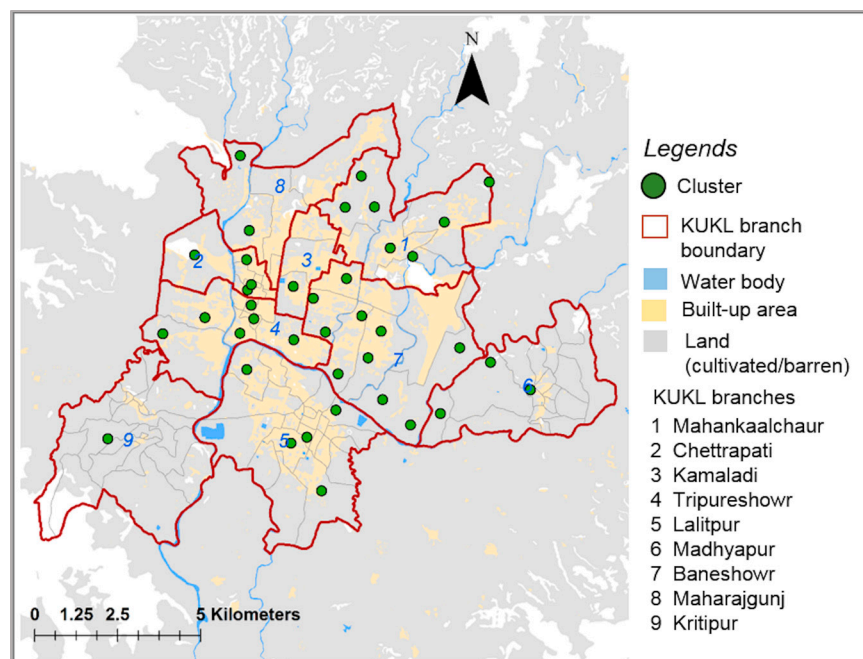 N
8
1
2
3
4
7
6
5
9
0 1.25 2.5 5 Kilometers
Legends
Cluster
KUKL branch
boundary
Water body
Built-up area
Land
(cultivated/barren)
KUKL branches
1 Mahankaalchaur
2 Chettrapati
3 Kamaladi
4 Tripureshowr
5 Lalitpur
6 Madhyapur
7 Baneshowr
8 Maharajgunj
9 Kritipur